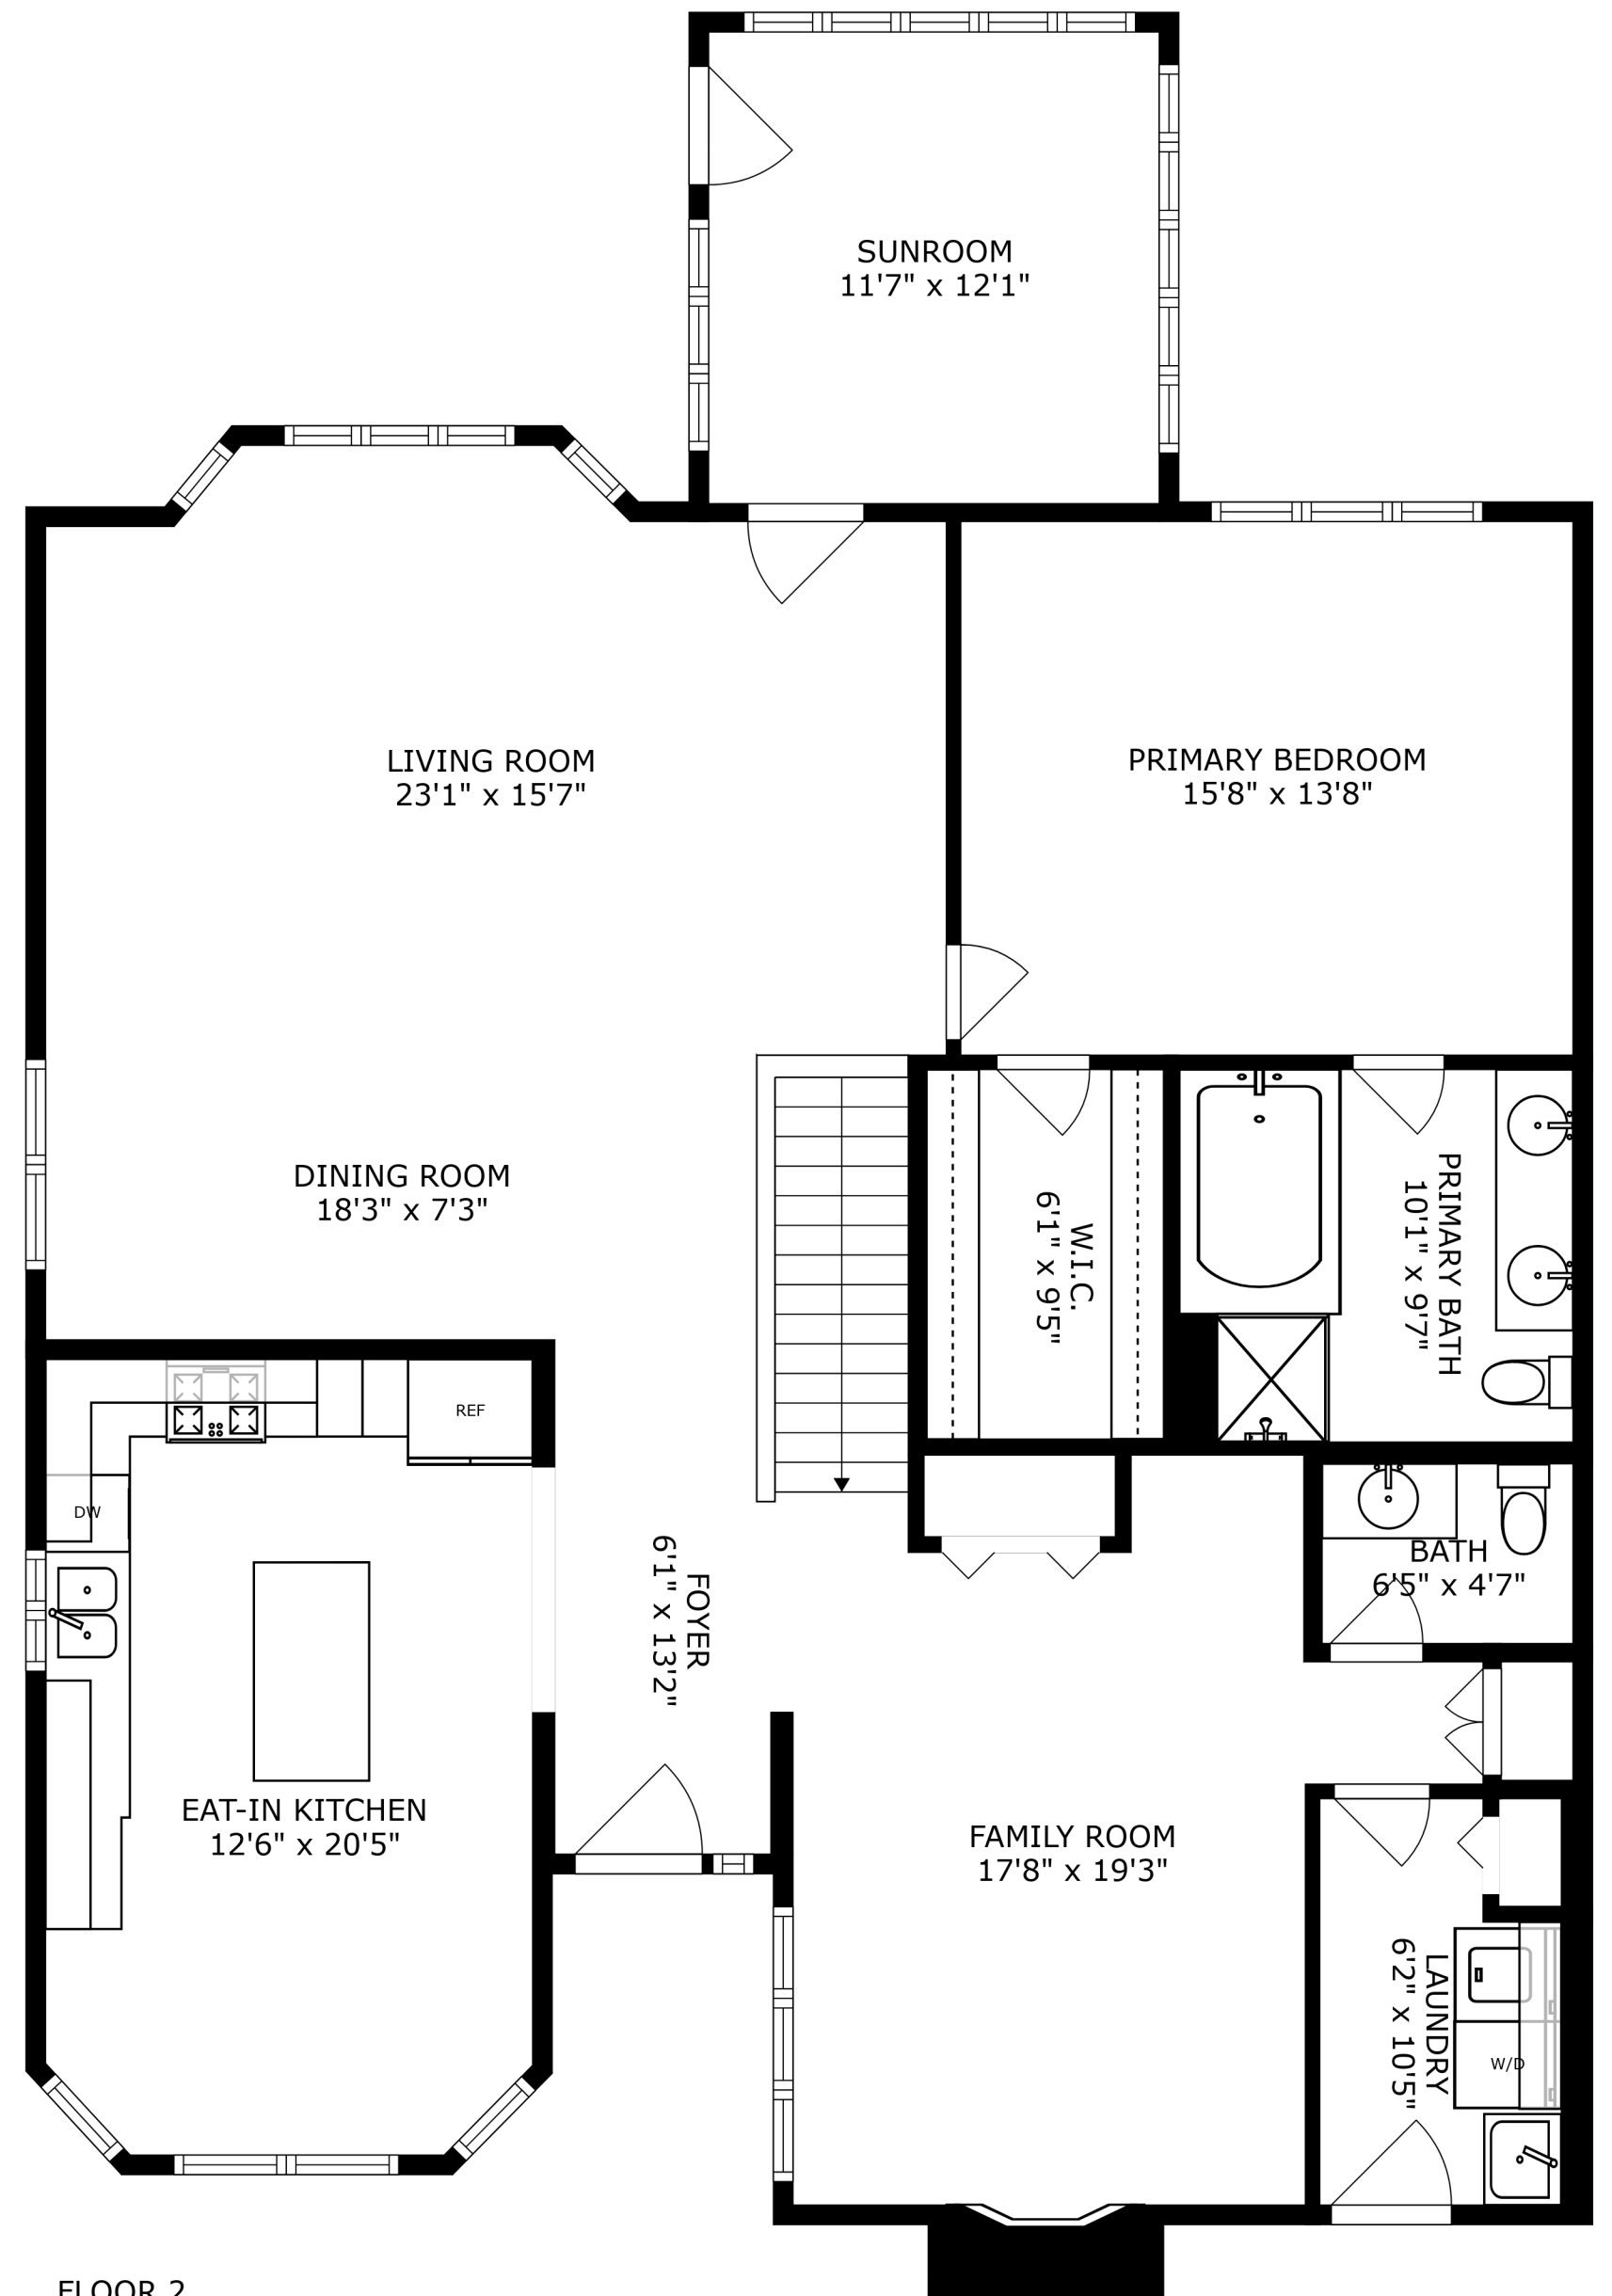 SUNROOM
11'7" x 12'1"
LIVING ROOM
23'1" x 15'7"
PRIMARY BEDROOM
15'8" x 13'8"
DINING ROOM
18'3" x 7'3"
W.I.C.
6'1" x 9'5"
PRIMARY BATH
10'1" x 9'7"
REF
DW
FOYER
6'1" x 13'2"
BATH
6'5" x 4'7"
EAT-IN KITCHEN
12'6" x 20'5"
FAMILY ROOM
17'8" x 19'3"
LAUNDRY
6'2" x 10'5"
W/D
FLOOR 2